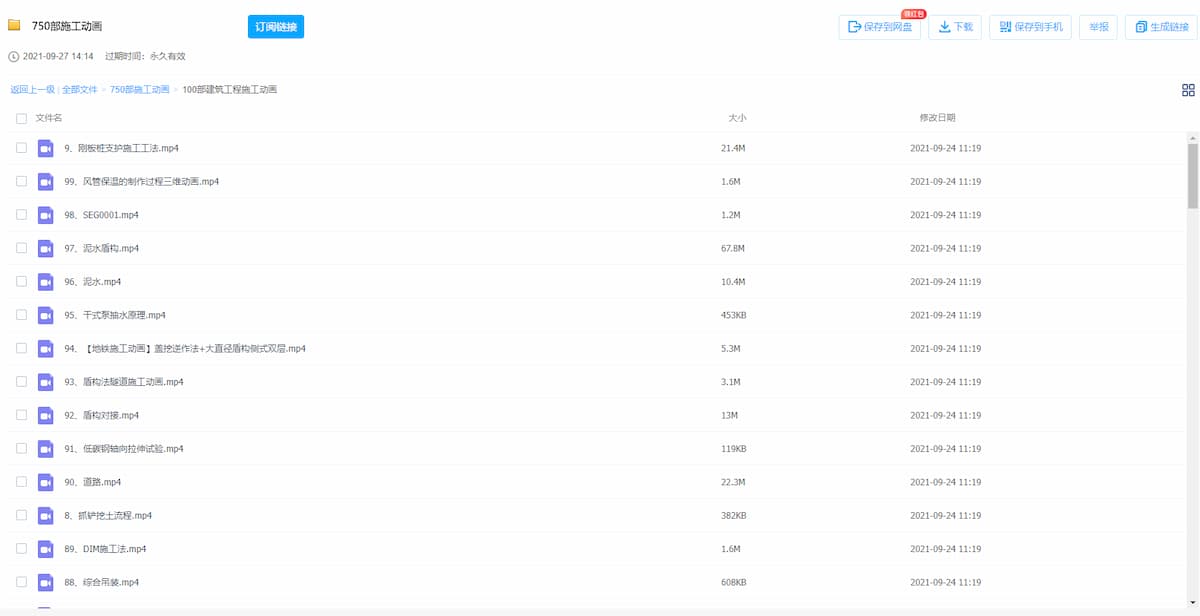 750部施工动画
订阅链接
领红包
保存到网盘 下载 保存到手机 举报 生成链接
2021-09-27 14:14 过期时间：永久有效
返回上一级 | 全部文件 > 750部施工动画 > 100部建筑工程施工动画
文件名 大小 修改日期
9、刚板桩支护施工工法.mp4 21.4M 2021-09-24 11:19
99、风管保温的制作过程三维动画.mp4 1.6M 2021-09-24 11:19
98、SEG0001.mp4 1.2M 2021-09-24 11:19
97、泥水盾构.mp4 67.8M 2021-09-24 11:19
96、泥水.mp4 10.4M 2021-09-24 11:19
95、干式泵抽水原理.mp4 453KB 2021-09-24 11:19
94、【地铁施工动画】盖挖逆作法+大直径盾构侧式双层.mp4 5.3M 2021-09-24 11:19
93、盾构法隧道施工动画.mp4 3.1M 2021-09-24 11:19
92、盾构对接.mp4 13M 2021-09-24 11:19
91、低碳钢轴向拉伸试验.mp4 119KB 2021-09-24 11:19
90、道路.mp4 22.3M 2021-09-24 11:19
8、抓铲挖土流程.mp4 382KB 2021-09-24 11:19
89、DIM施工法.mp4 1.6M 2021-09-24 11:19
88、综合吊装.mp4 608KB 2021-09-24 11:19